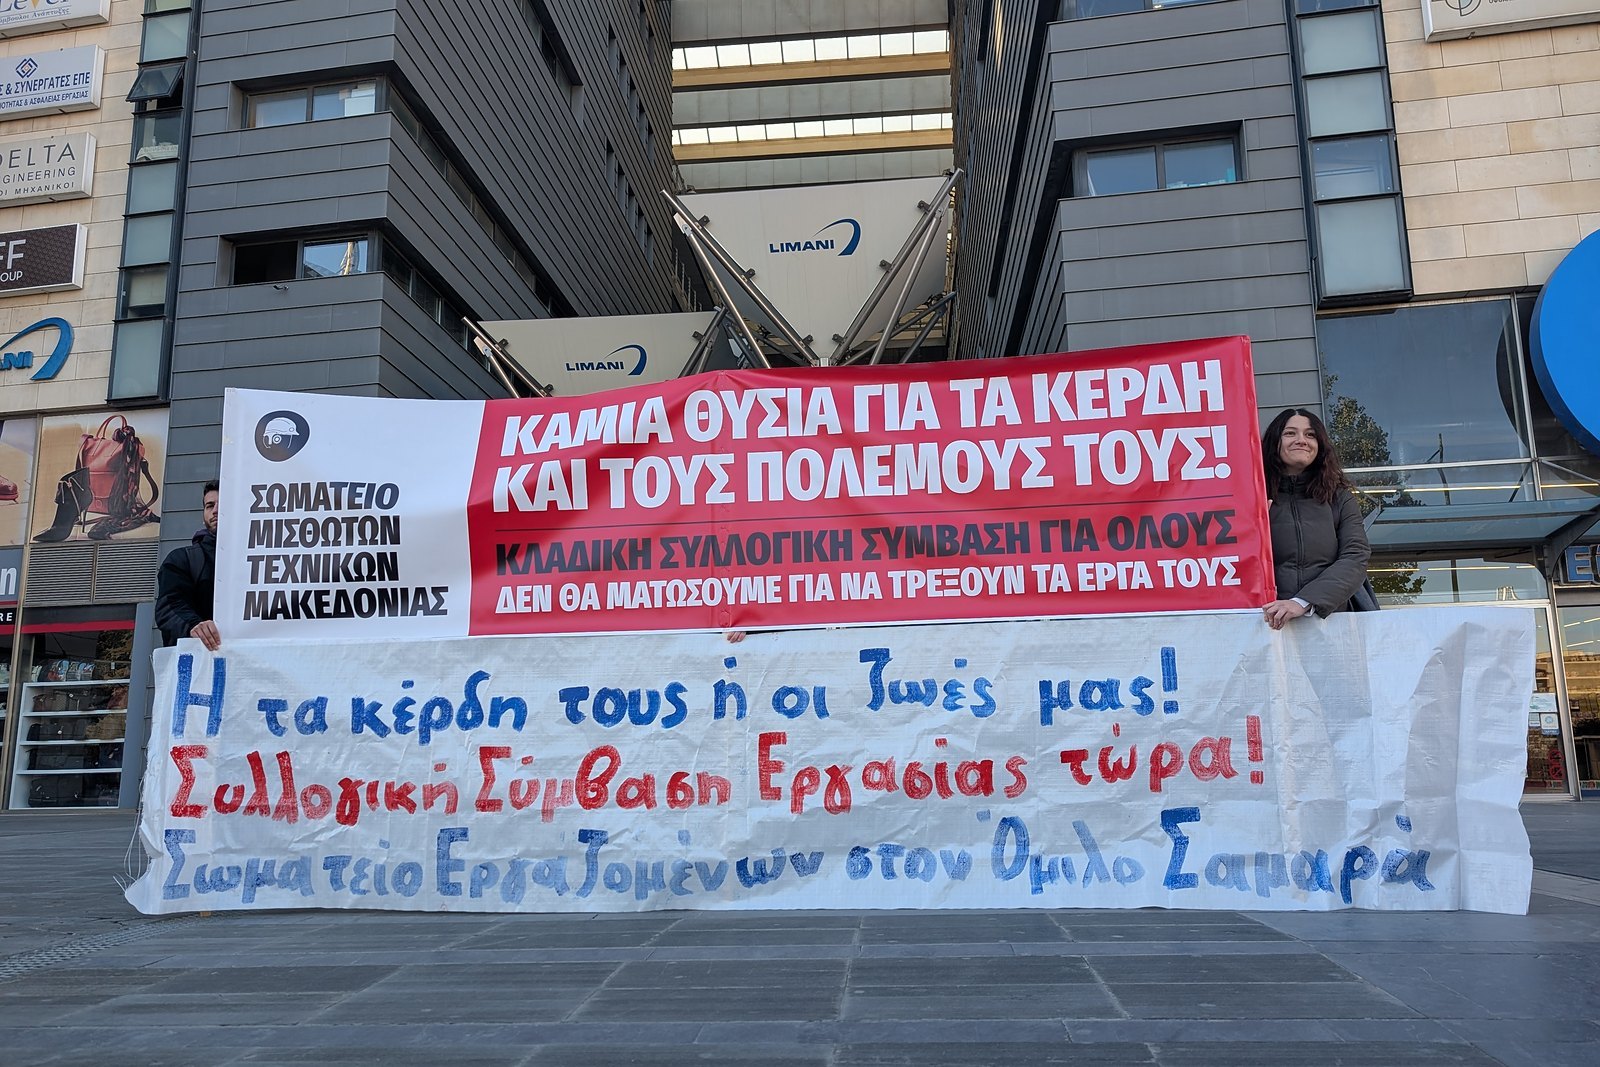 & ΣΥΝΕΡΓΑΤΕΣ ΕΠΕ
DELTA
LIMANI
LIMANI
ΣΩΜΑΤΕΙΟ
ΜΙΣΘΩΤΩΝ
ΤΕΧΝΙΚΩΝ
ΜΑΚΕΔΟΝΙΑΣ
ΚΑΜΙΑ ΘΥΣΙΑ ΓΙΑ ΤΑ ΚΕΡΔΗ
ΚΑΙ ΤΟΥΣ ΠΟΛΕΜΟΥΣ ΤΟΥΣ!
ΚΛΑΔΙΚΗ ΣΥΛΛΟΓΙΚΗ ΣΥΜΒΑΣΗ ΓΙΑ ΟΛΟΥΣ
ΔΕΝ ΘΑ ΜΑΤΩΣΟΥΜΕ ΓΙΑ ΝΑ ΤΡΕΞΟΥΝ ΤΑ ΕΡΓΑ ΤΟΥΣ
Ή τα κέρδη τους ή οι ζωές μας!
Συλλογική Σύμβαση Εργασίας τώρα!
Σωματείο Εργαζομένων στον Όμιλο Σαμαρά